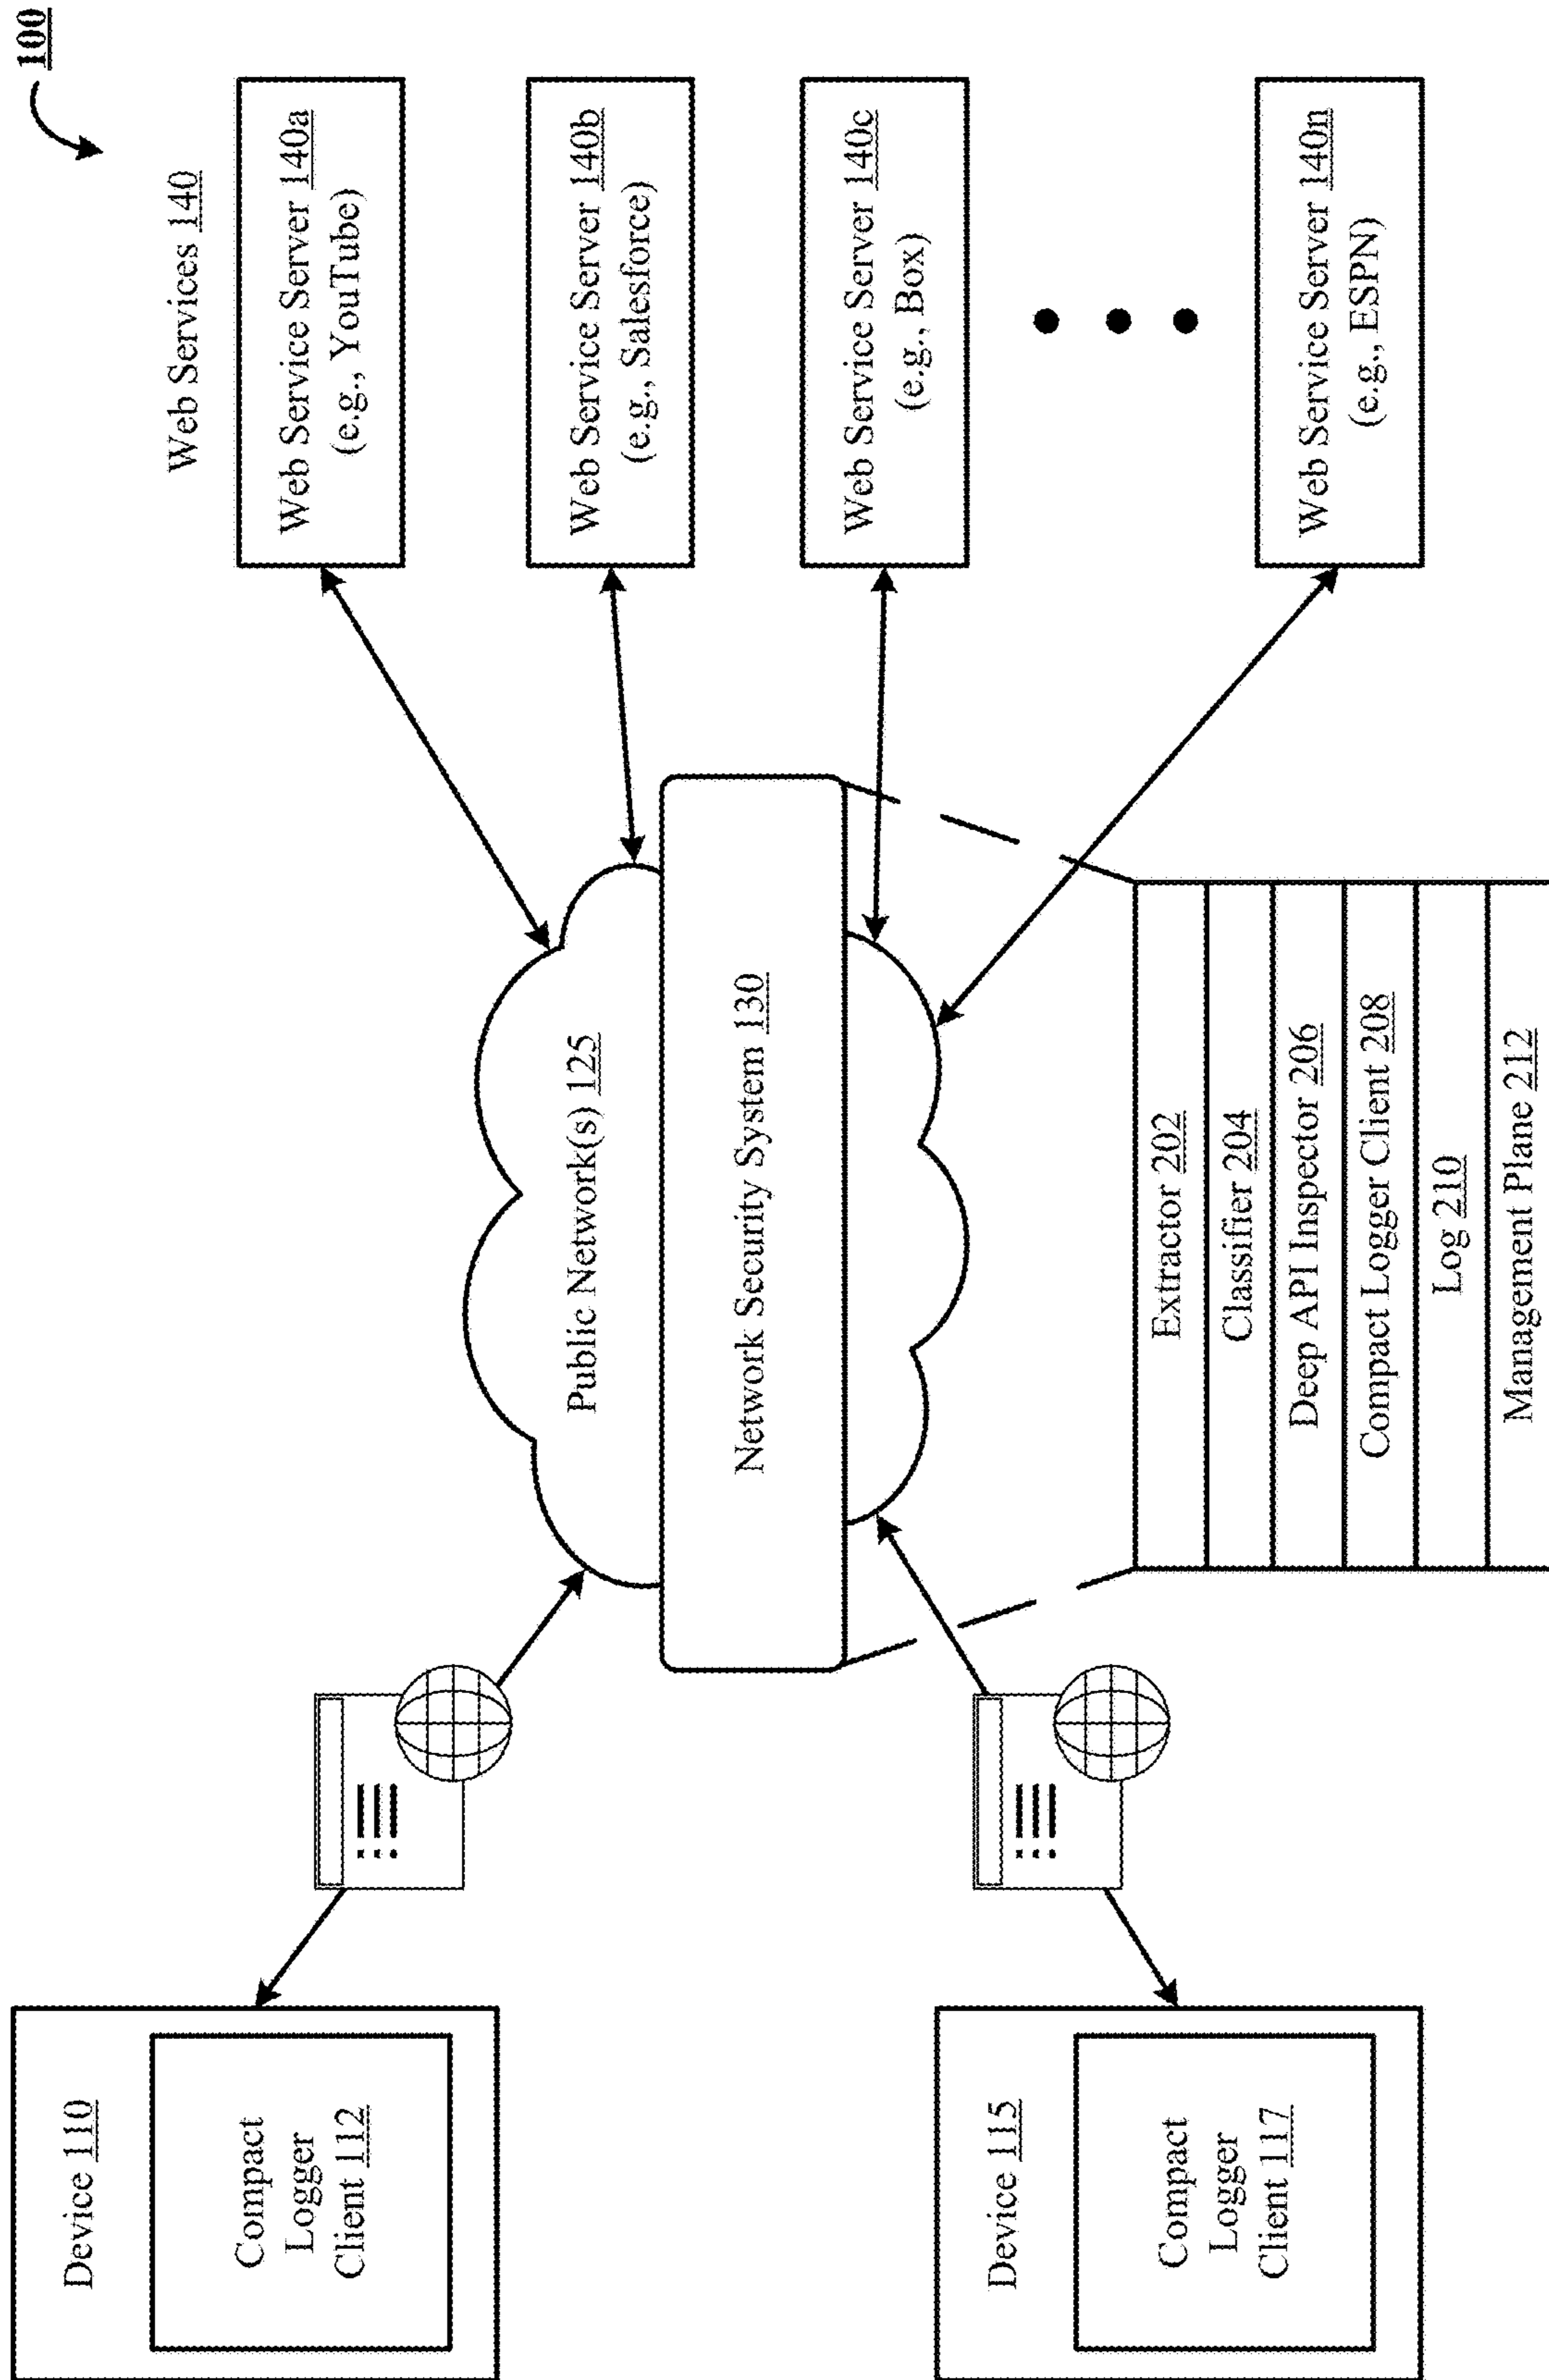 100
Web Services 140
Device 110
Compact
Logger
Client 112
Public Network(s) 125
Network Security System 130
Web Service Server 140a
(e.g., YouTube)
Web Service Server 140b
(e.g., Salesforce)
Web Service Server 140c
(e.g., Box)
Web Service Server 140n
(e.g., ESPN)
Device 115
Compact
Logger
Client 117
Extractor 202
Classifier 204
Deep API Inspector 206
Compact Logger Client 208
Log 210
Management Plane 212